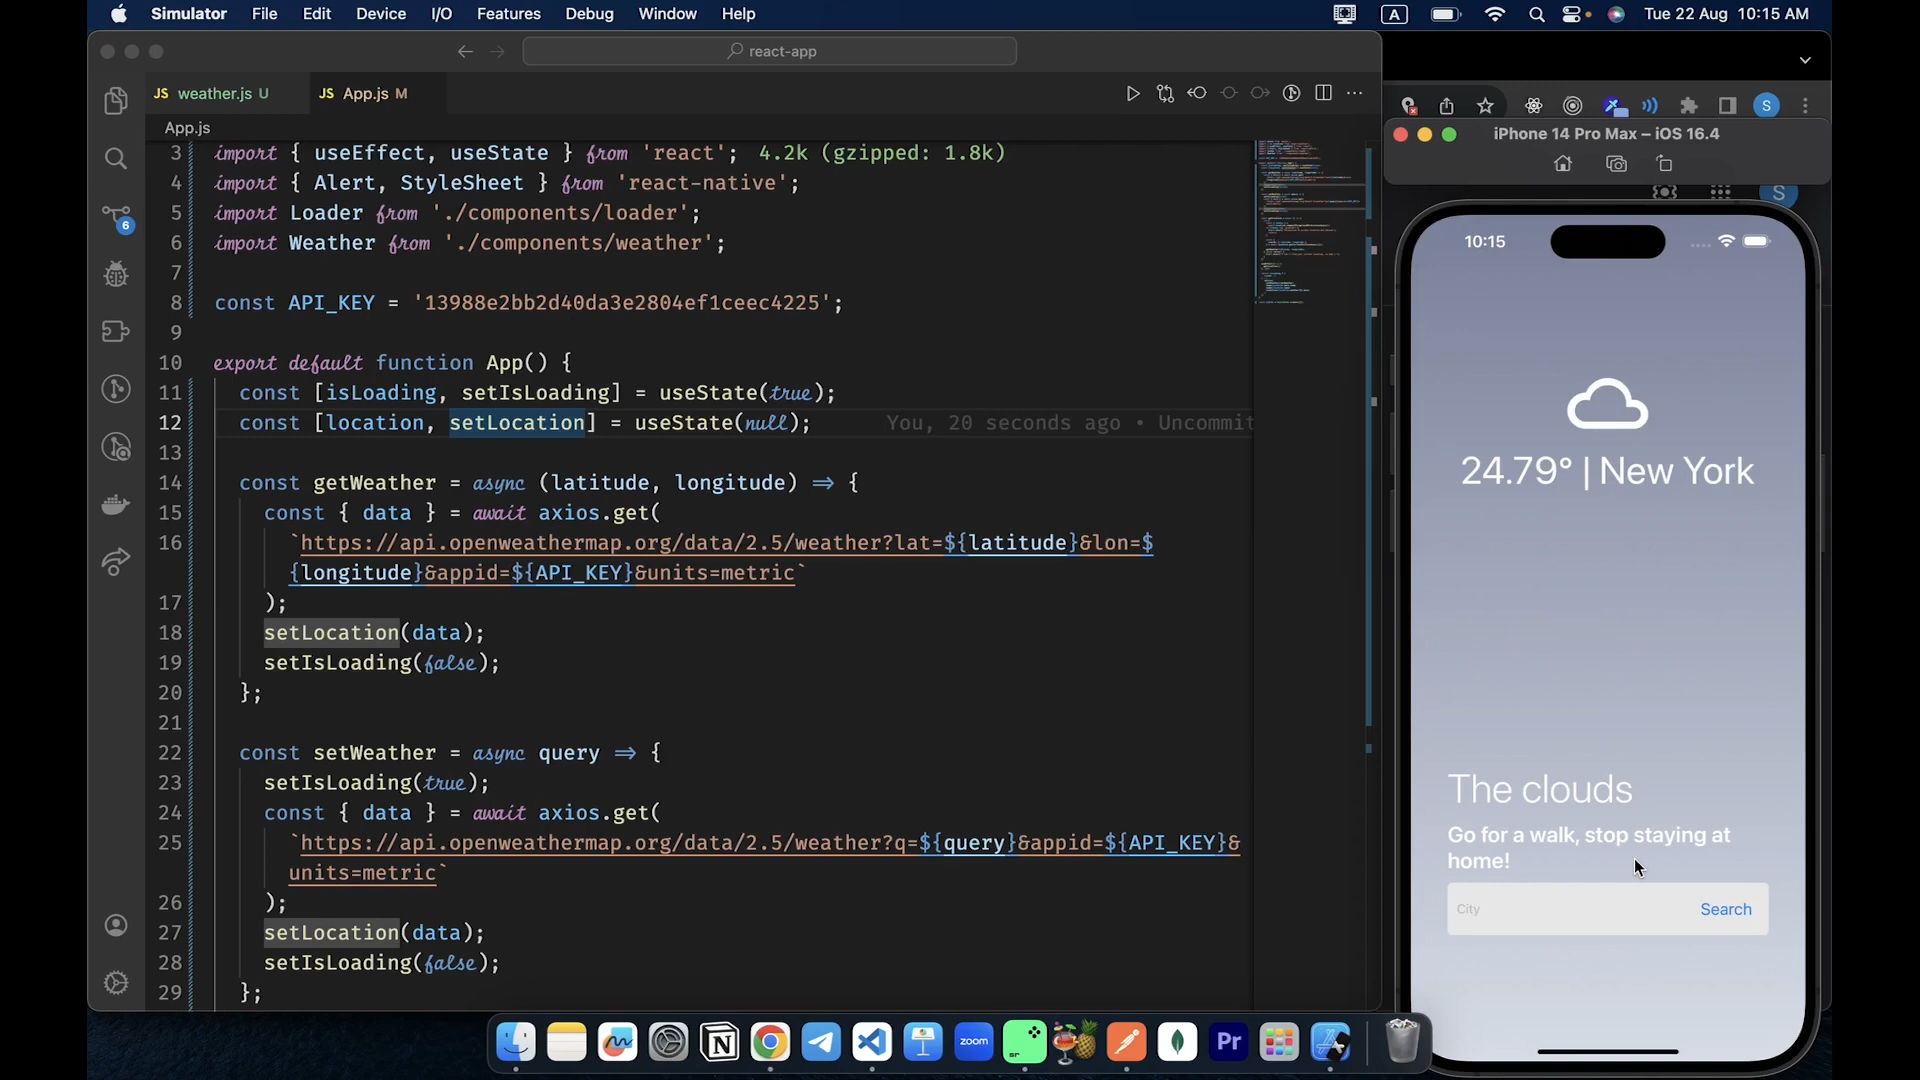 Simulator File Edit Device I/O Features Debug Window Help A Tue 22 Aug 10:15 AM
react-app
JS weather.js U JS App.js M
S
App.js
iPhone 14 Pro Max – iOS 16.4
S
3 import { useEffect, useState } from 'react'; 4.2k (gzipped: 1.8k)
4 import { Alert, StyleSheet } from 'react-native';
5 import Loader from './components/loader';
6 import Weather from './components/weather';
7
8 const API_KEY = '13988e2bb2d40da3e2804ef1ceec4225';
9
10 export default function App() {
11 const [isLoading, setIsLoading] = useState(true);
12 const [location, setLocation] = useState(null); You, 20 seconds ago • Uncommit
13
14 const getWeather = async (latitude, longitude) => {
15 const { data } = await axios.get(
16 `https://api.openweathermap.org/data/2.5/weather?lat=${latitude}&lon=$
{longitude}&appid=${API_KEY}&units=metric`
17 );
18 setLocation(data);
19 setIsLoading(false);
20 };
21
22 const setWeather = async query => {
23 setIsLoading(true);
24 const { data } = await axios.get(
25 `https://api.openweathermap.org/data/2.5/weather?q=${query}&appid=${API_KEY}&
units=metric`
26 );
27 setLocation(data);
28 setIsLoading(false);
29 };
6
10:15
24.79° | New York
The clouds
Go for a walk, stop staying at
home!
City Search
zoom
sr
Pr